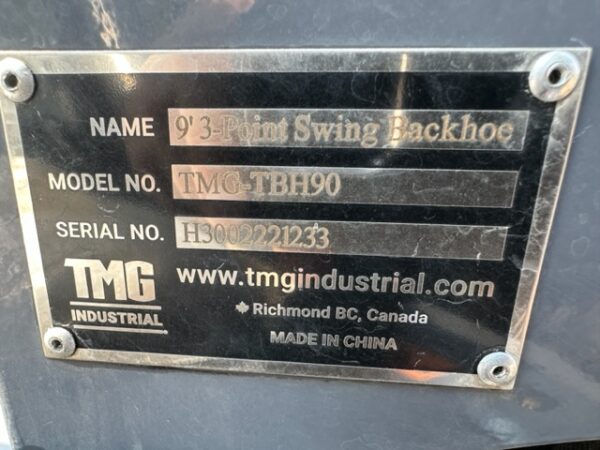 NAME 9' 3-Point Swing Backhoe
MODEL NO. TMG-TBH90
SERIAL NO. H3002221233
TMG
INDUSTRIAL
www.tmgindustrial.com
Richmond BC, Canada
MADE IN CHINA